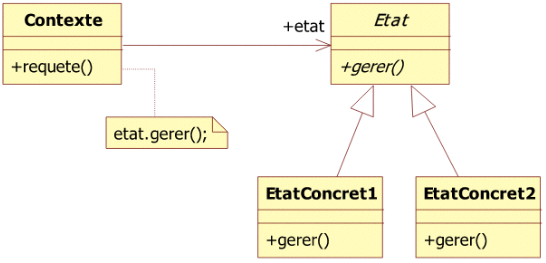 Contexte
+requete()
+etat
Etat
+gerer()
etat.gerer();
EtatConcret1
+gerer()
EtatConcret2
+gerer()